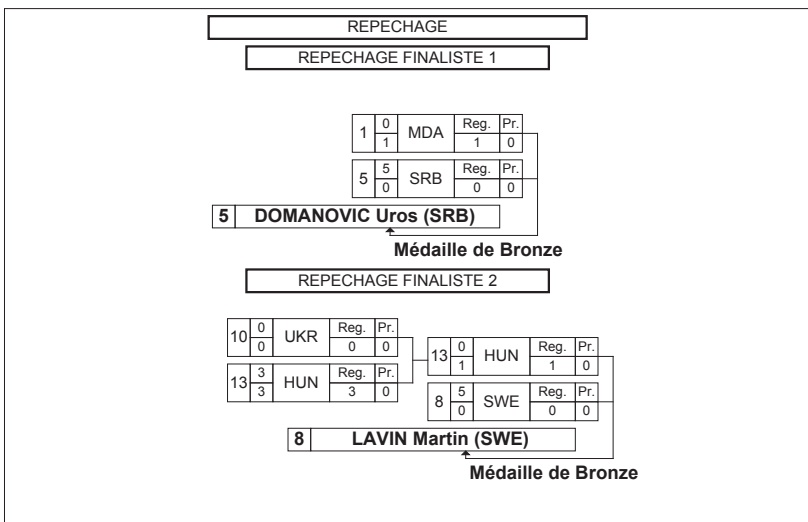 REPECHAGE
REPECHAGE FINALISTE 1
1 0 MDA Reg. Pr.
1 1 0
5 5 SRB Reg. Pr.
0 0 0
5 DOMANOVIC Uros (SRB)
Médaille de Bronze
REPECHAGE FINALISTE 2
10 0 UKR Reg. Pr.
0 0 0
13 0 HUN Reg. Pr.
1 1 0
13 3 HUN Reg. Pr.
3 3 0
8 5 SWE Reg. Pr.
0 0 0
8 LAVIN Martin (SWE)
Médaille de Bronze